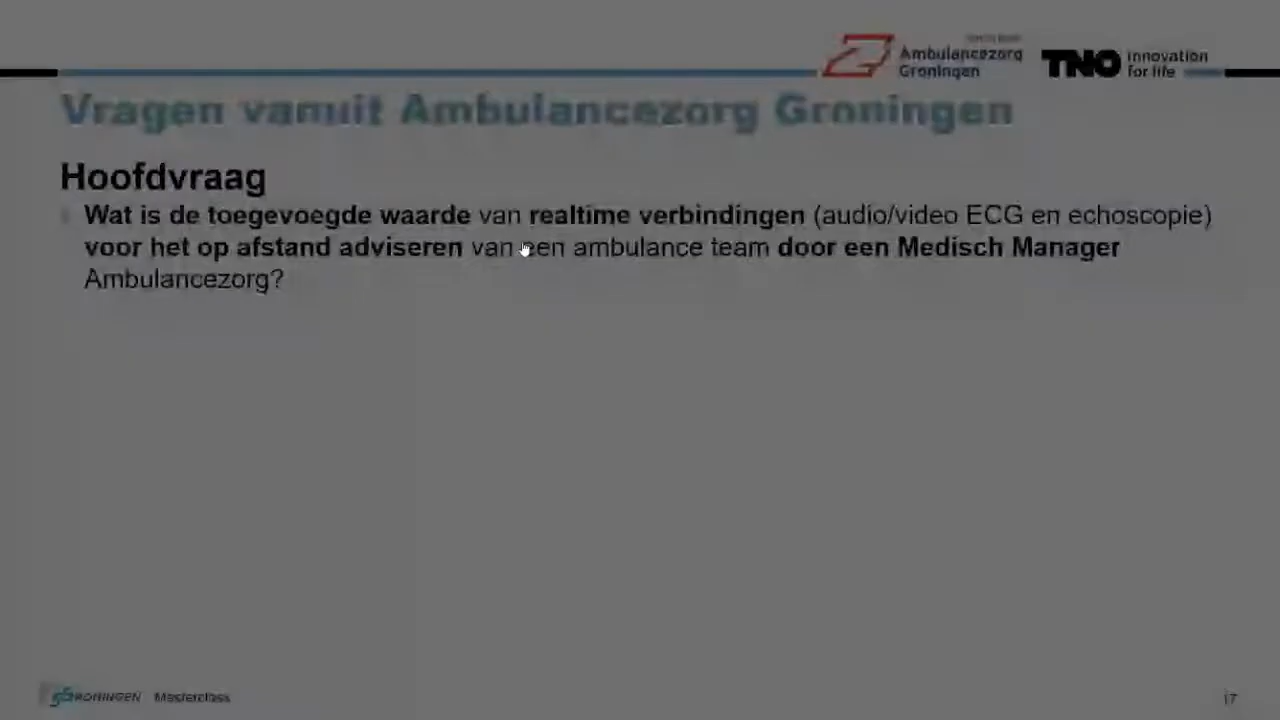 Ambulancezorg
Groningen
TNO innovation
for life
Vragen vanuit Ambulancezorg Groningen
Hoofdvraag
Wat is de toegevoegde waarde van realtime verbindingen (audio/video ECG en echoscopie)
voor het op afstand adviseren van een ambulance team door een Medisch Manager
Ambulancezorg?
5GRONINGEN Masterclass
17